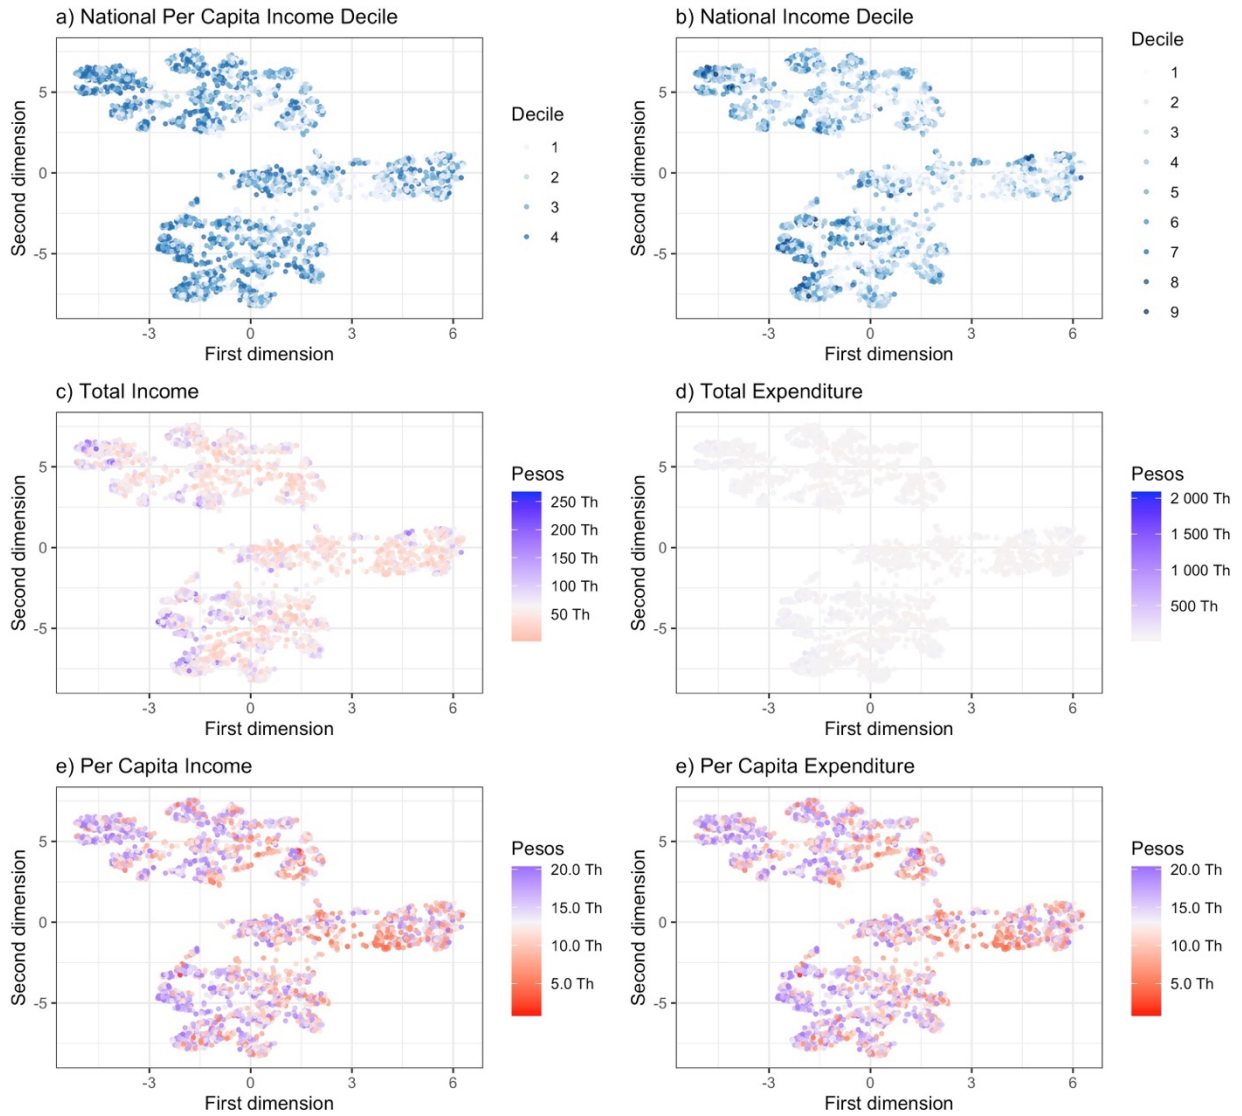 a) National Per Capita Income Decile
Second dimension
5
0
-5
-3 0 3 6
First dimension
Decile
1
2
3
4
b) National Income Decile
Second dimension
5
0
-5
-3 0 3 6
First dimension
Decile
1
2
3
4
5
6
7
8
9
c) Total Income
Second dimension
5
0
-5
-3 0 3 6
First dimension
Pesos
250 Th
200 Th
150 Th
100 Th
50 Th
d) Total Expenditure
Second dimension
5
0
-5
-3 0 3 6
First dimension
Pesos
2 000 Th
1 500 Th
1 000 Th
500 Th
e) Per Capita Income
Second dimension
5
0
-5
-3 0 3 6
First dimension
Pesos
20.0 Th
15.0 Th
10.0 Th
5.0 Th
e) Per Capita Expenditure
Second dimension
5
0
-5
-3 0 3 6
First dimension
Pesos
20.0 Th
15.0 Th
10.0 Th
5.0 Th